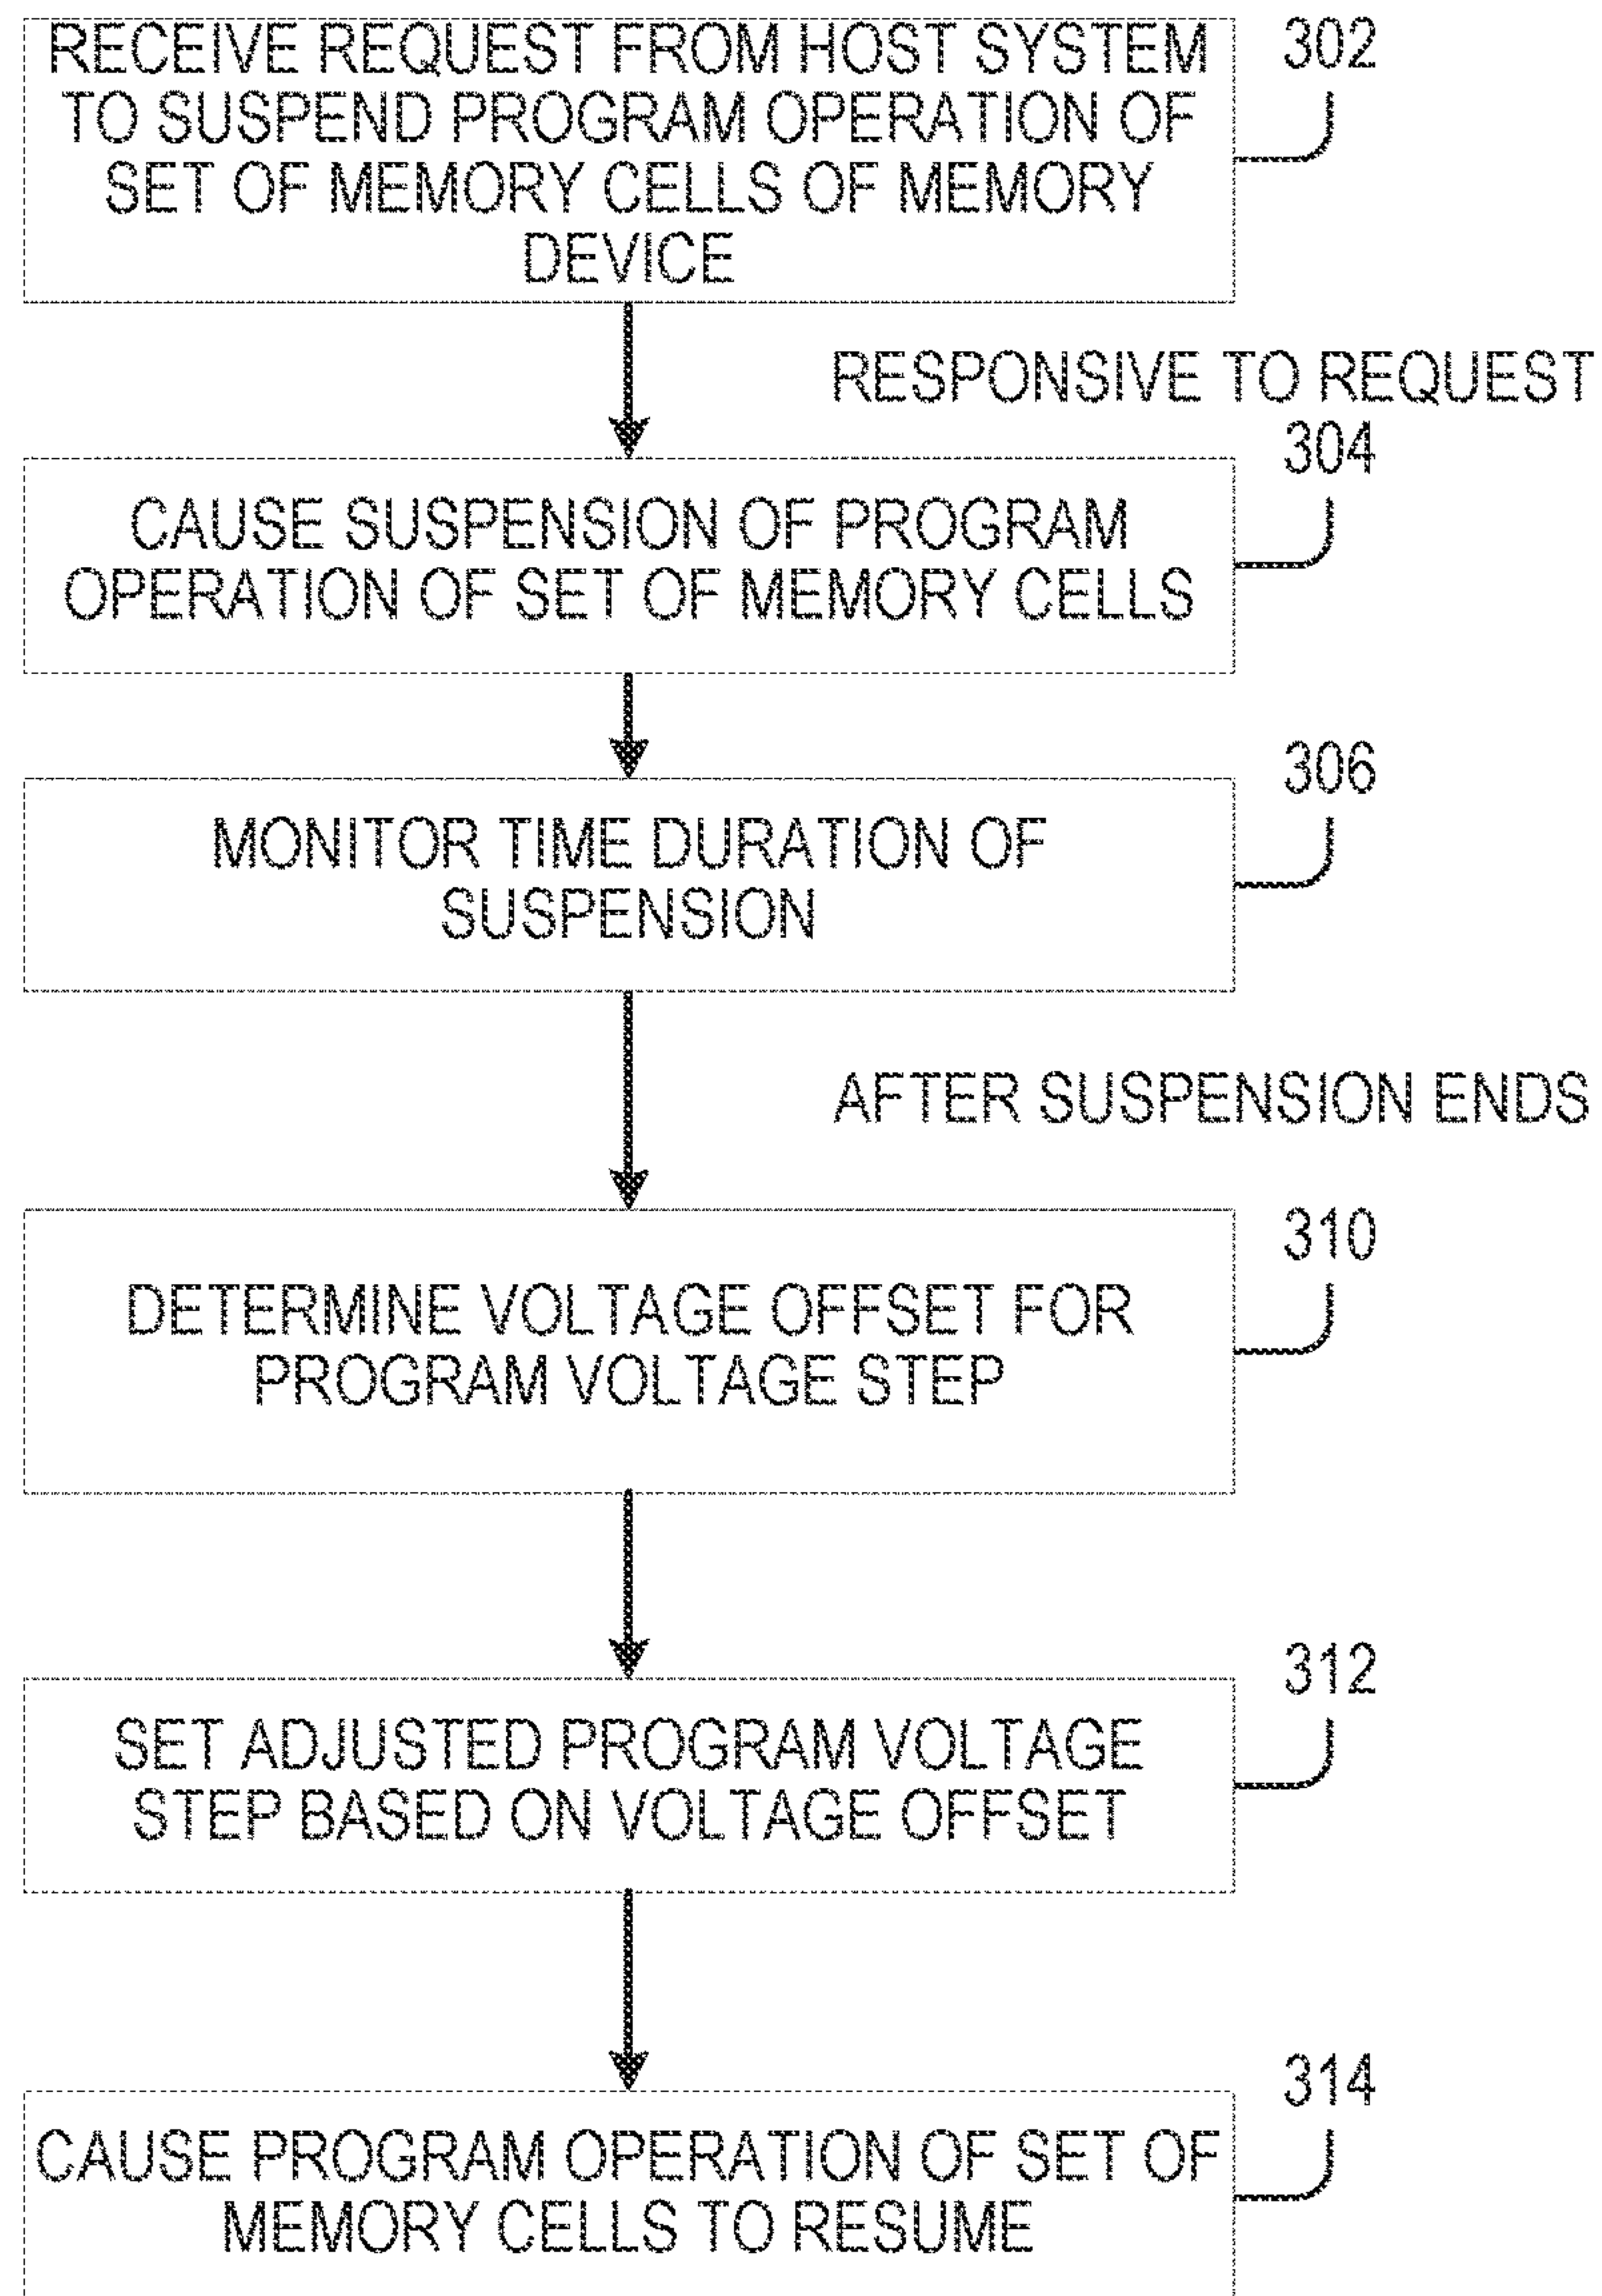 RECEIVE REQUEST FROM HOST SYSTEM
302
TO SUSPEND PROGRAM OPERATION OF
SET OF MEMORY CELLS OF MEMORY
DEVICE
RESPONSIVE TO REQUEST
304
CAUSE SUSPENSION OF PROGRAM
OPERATION OF SET OF MEMORY CELLS
306
MONITOR TIME DURATION OF
SUSPENSION
AFTER SUSPENSION ENDS
310
DETERMINE VOLTAGE OFFSET FOR
PROGRAM VOLTAGE STEP
312
SET ADJUSTED PROGRAM VOLTAGE
STEP BASED ON VOLTAGE OFFSET
314
CAUSE PROGRAM OPERATION OF SET OF
MEMORY CELLS TO RESUME